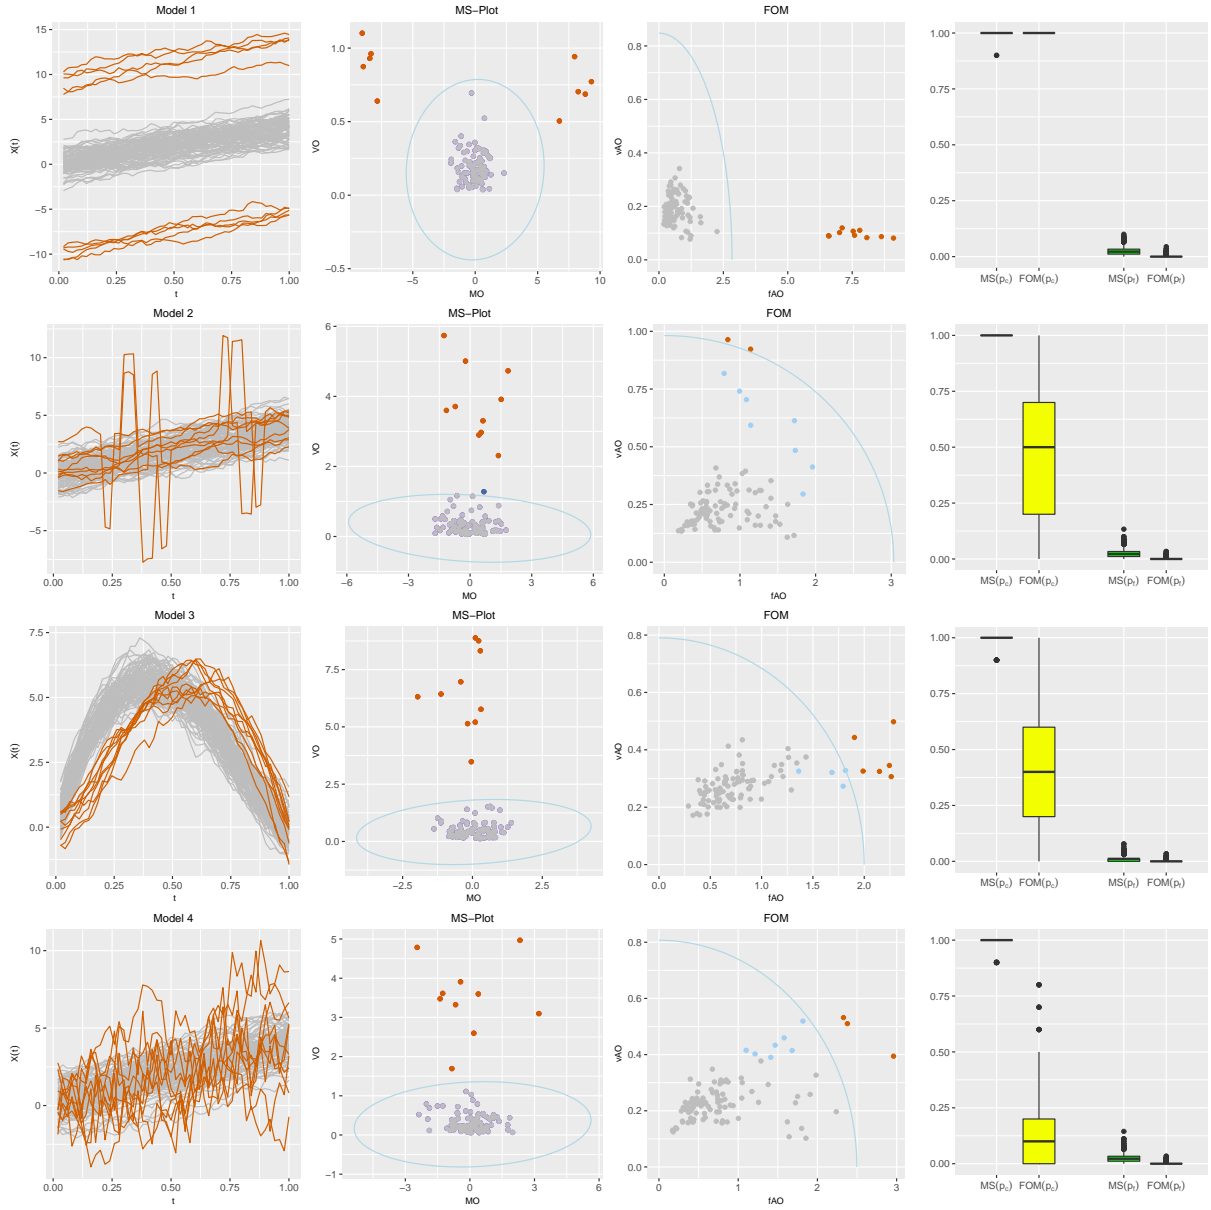 Model 1
MS-Plot
FOM
15
10
5
0
−5
−10
X(t)
0.00
0.25
0.50
0.75
1.00
t
1.0
0.5
0.0
−0.5
VO
−5
0
5
10
MO
0.8
0.6
0.4
0.2
0.0
vAO
0.0
2.5
5.0
7.5
fAO
1.00
0.75
0.50
0.25
0.00
MS(pc)
FOM(pc)
MS(pf)
FOM(pf)
Model 2
MS-Plot
FOM
10
5
0
−5
X(t)
0.00
0.25
0.50
0.75
1.00
t
6
4
2
0
VO
−6
−3
0
3
6
MO
1.00
0.75
0.50
0.25
0.00
vAO
0
1
2
3
fAO
1.00
0.75
0.50
0.25
0.00
MS(pc)
FOM(pc)
MS(pf)
FOM(pf)
Model 3
MS-Plot
FOM
7.5
5.0
2.5
0.0
X(t)
0.00
0.25
0.50
0.75
1.00
t
7.5
5.0
2.5
0.0
VO
−2.5
0.0
2.5
MO
0.8
0.6
0.4
0.2
0.0
vAO
0.0
0.5
1.0
1.5
2.0
fAO
1.00
0.75
0.50
0.25
0.00
MS(pc)
FOM(pc)
MS(pf)
FOM(pf)
Model 4
MS-Plot
FOM
10
5
0
X(t)
0.00
0.25
0.50
0.75
1.00
t
5
4
3
2
1
0
−1
VO
−3
0
3
6
MO
0.8
0.6
0.4
0.2
0.0
vAO
0
1
2
3
fAO
1.00
0.75
0.50
0.25
0.00
MS(pc)
FOM(pc)
MS(pf)
FOM(pf)